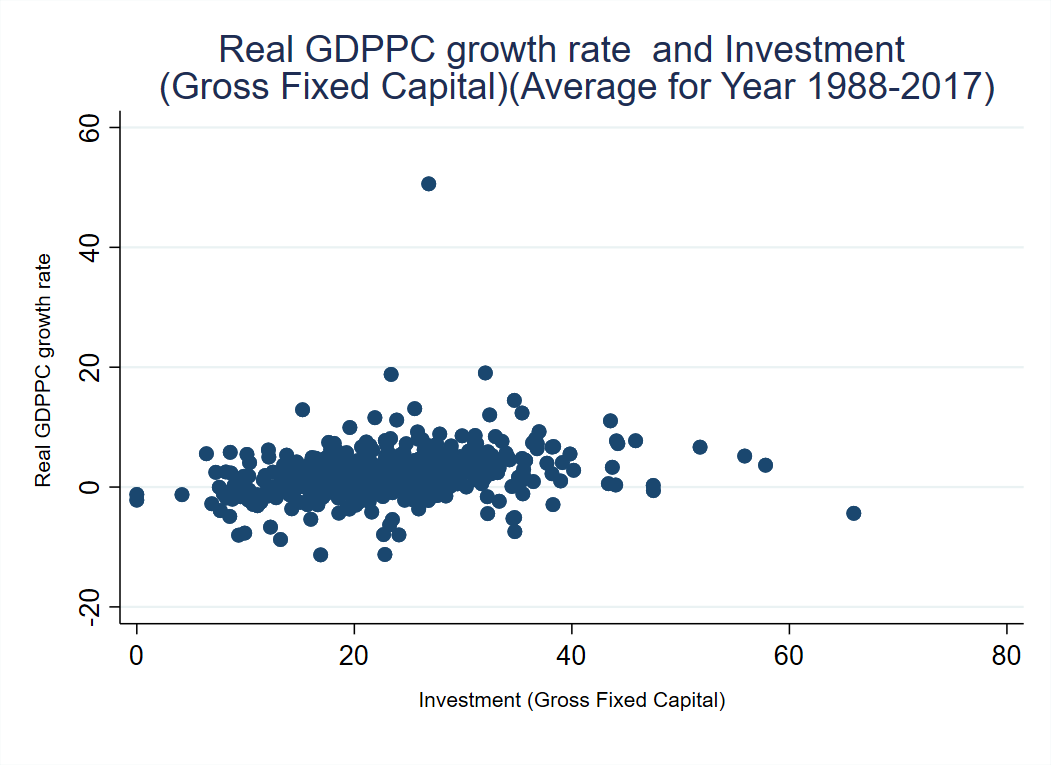 Real GDPPC growth rate  and Investment
(Gross Fixed Capital)(Average for Year 1988-2017)
60
40
20
0
-20
Real GDPPC growth rate
0 20 40 60 80
Investment (Gross Fixed Capital)